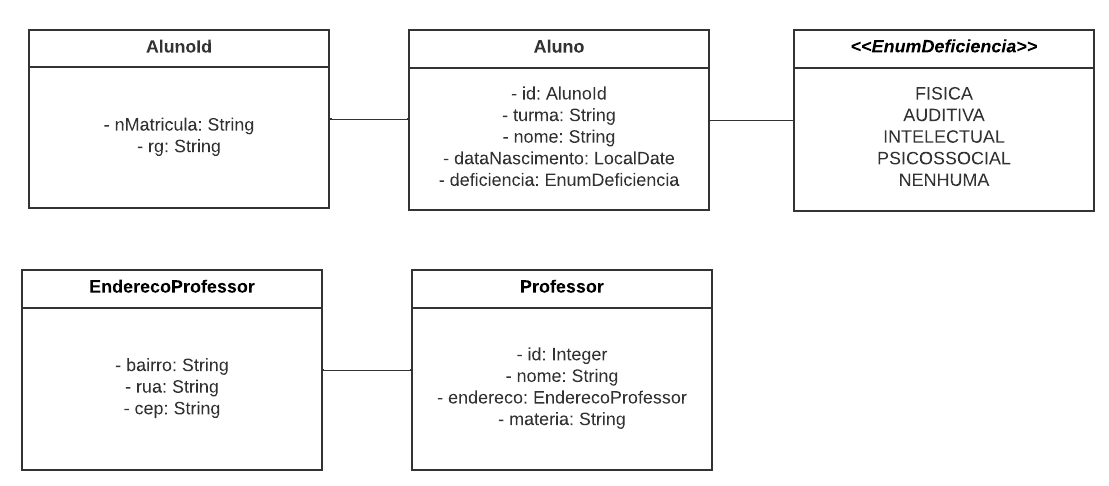 AlunoId
- nMatricula: String
- rg: String
Aluno
- id: AlunoId
- turma: String
- nome: String
- dataNascimento: LocalDate
- deficiencia: EnumDeficiencia
<<EnumDeficiencia>>
FISICA
AUDITIVA
INTELECTUAL
PSICOSSOCIAL
NENHUMA
EnderecoProfessor
- bairro: String
- rua: String
- cep: String
Professor
- id: Integer
- nome: String
- endereco: EnderecoProfessor
- materia: String